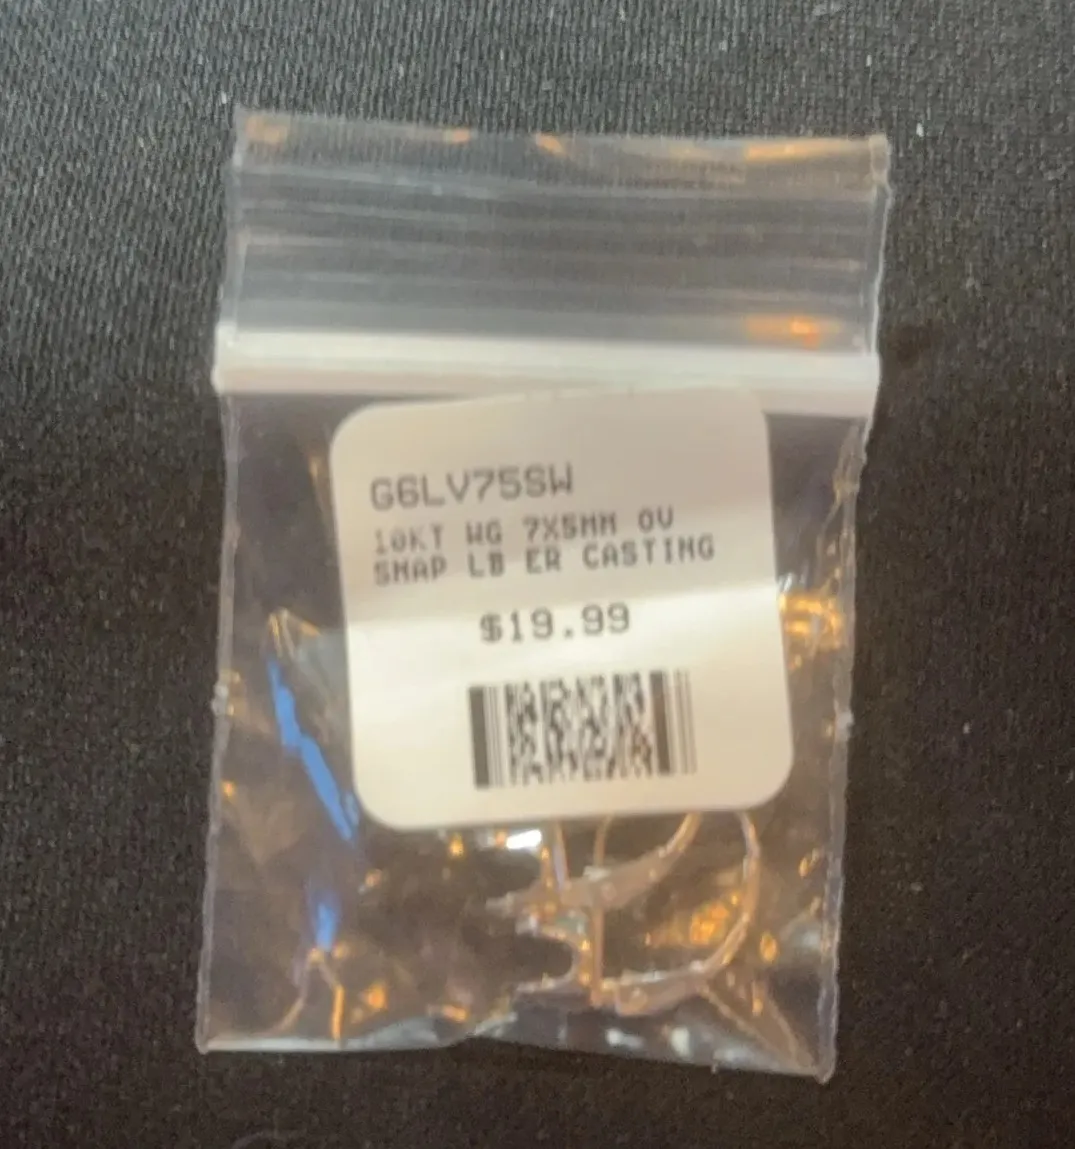 G6LV75SW
10KT WG 7X5MM OV
SNAP LB ER CASTING
$19.99